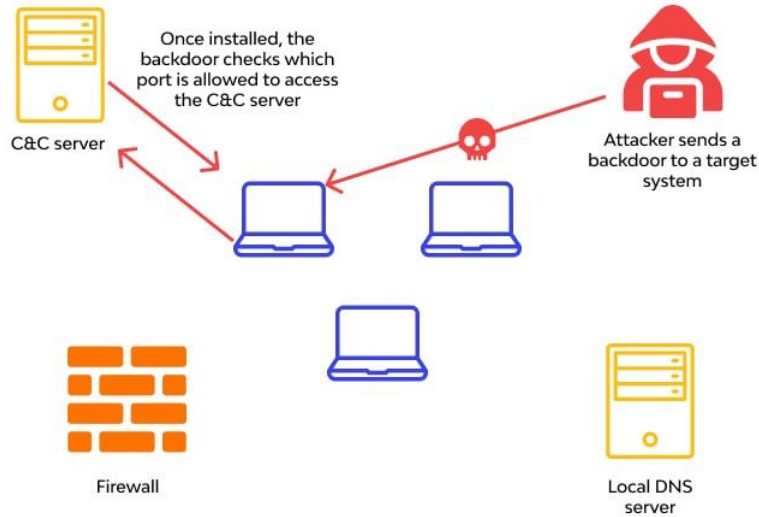 Once installed, the
backdoor checks which
port is allowed to access
the C&C server
C&C server
Attacker sends a
backdoor to a target
system
Firewall
Local DNS
server